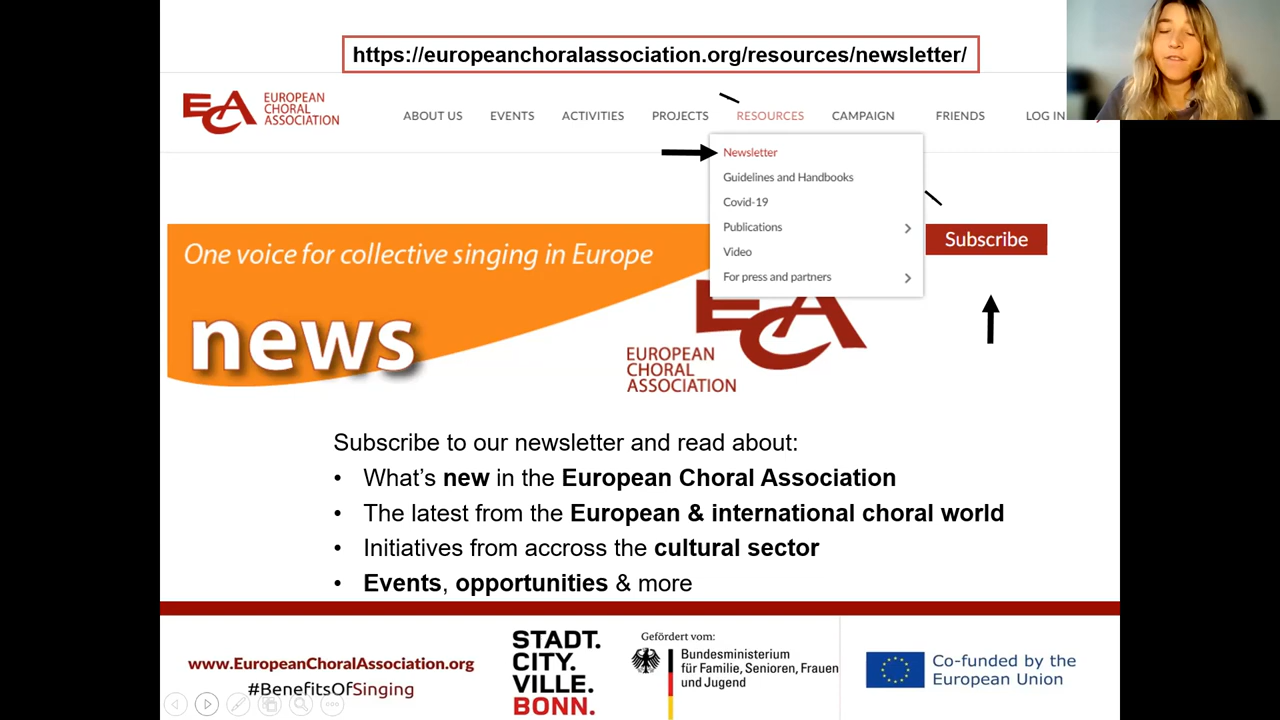 https://europeanchoralassociation.org/resources/newsletter/
ECA EUROPEAN
CHORAL
ASSOCIATION
ABOUT US EVENTS ACTIVITIES PROJECTS RESOURCES CAMPAIGN FRIENDS LOG IN
Newsletter
Guidelines and Handbooks
Covid-19
Publications
Video
For press and partners
Subscribe
One voice for collective singing in Europe
news
ECA
EUROPEAN
CHORAL
ASSOCIATION
Subscribe to our newsletter and read about:
• What's new in the European Choral Association
• The latest from the European & international choral world
• Initiatives from accross the cultural sector
• Events, opportunities & more
www.EuropeanChoralAssociation.org
#BenefitsOfSinging
STADT.
CITY.
VILLE.
BONN.
Gefördert vom:
Bundesministerium
für Familie, Senioren, Frauen
und Jugend
Co-funded by the
European Union